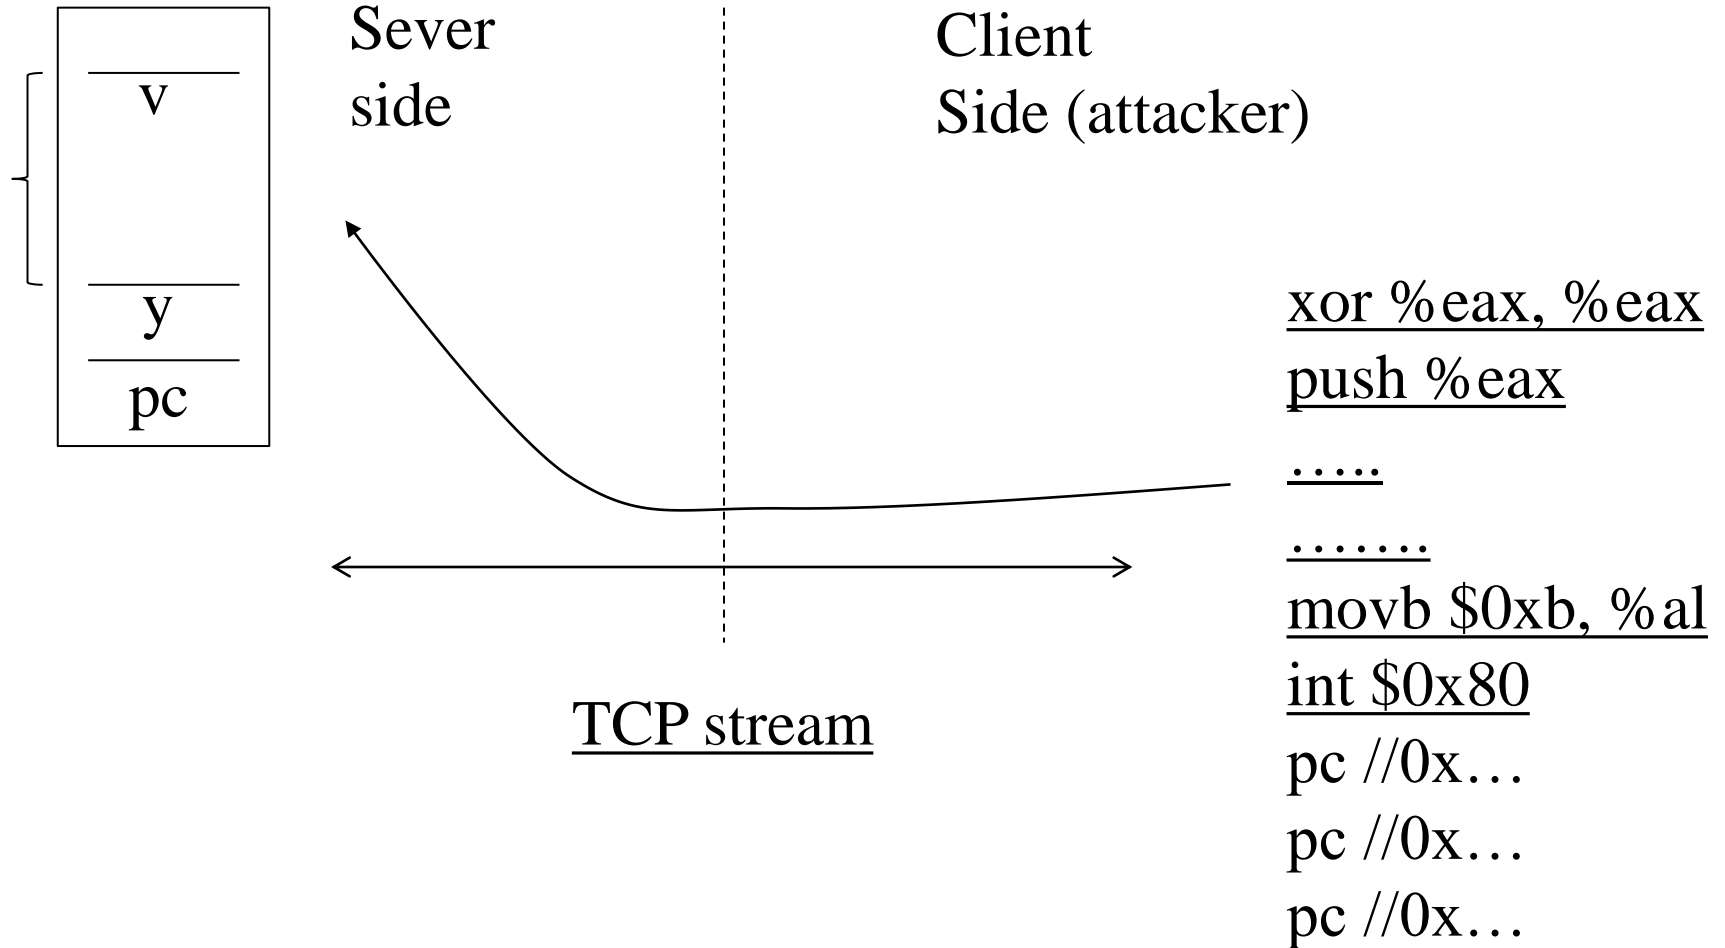 v
y
pc
Sever
side
Client
Side (attacker)
TCP stream
xor %eax, %eax
push %eax
…..
…….
movb $0xb, %al
int $0x80
pc //0x…
pc //0x…
pc //0x…